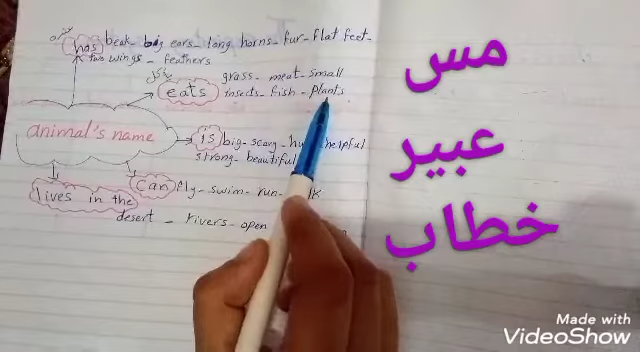 has beak - big ears - long horns - fur - flat feet -
two wings - feathers
grass - meat - small
eats insects - fish - plants
animal's name
is big - scary - helpful
strong - beautiful
can fly - swim - run -
lives in the
desert - rivers - open
مس
عبير
خطاب
Made with
VideoShow